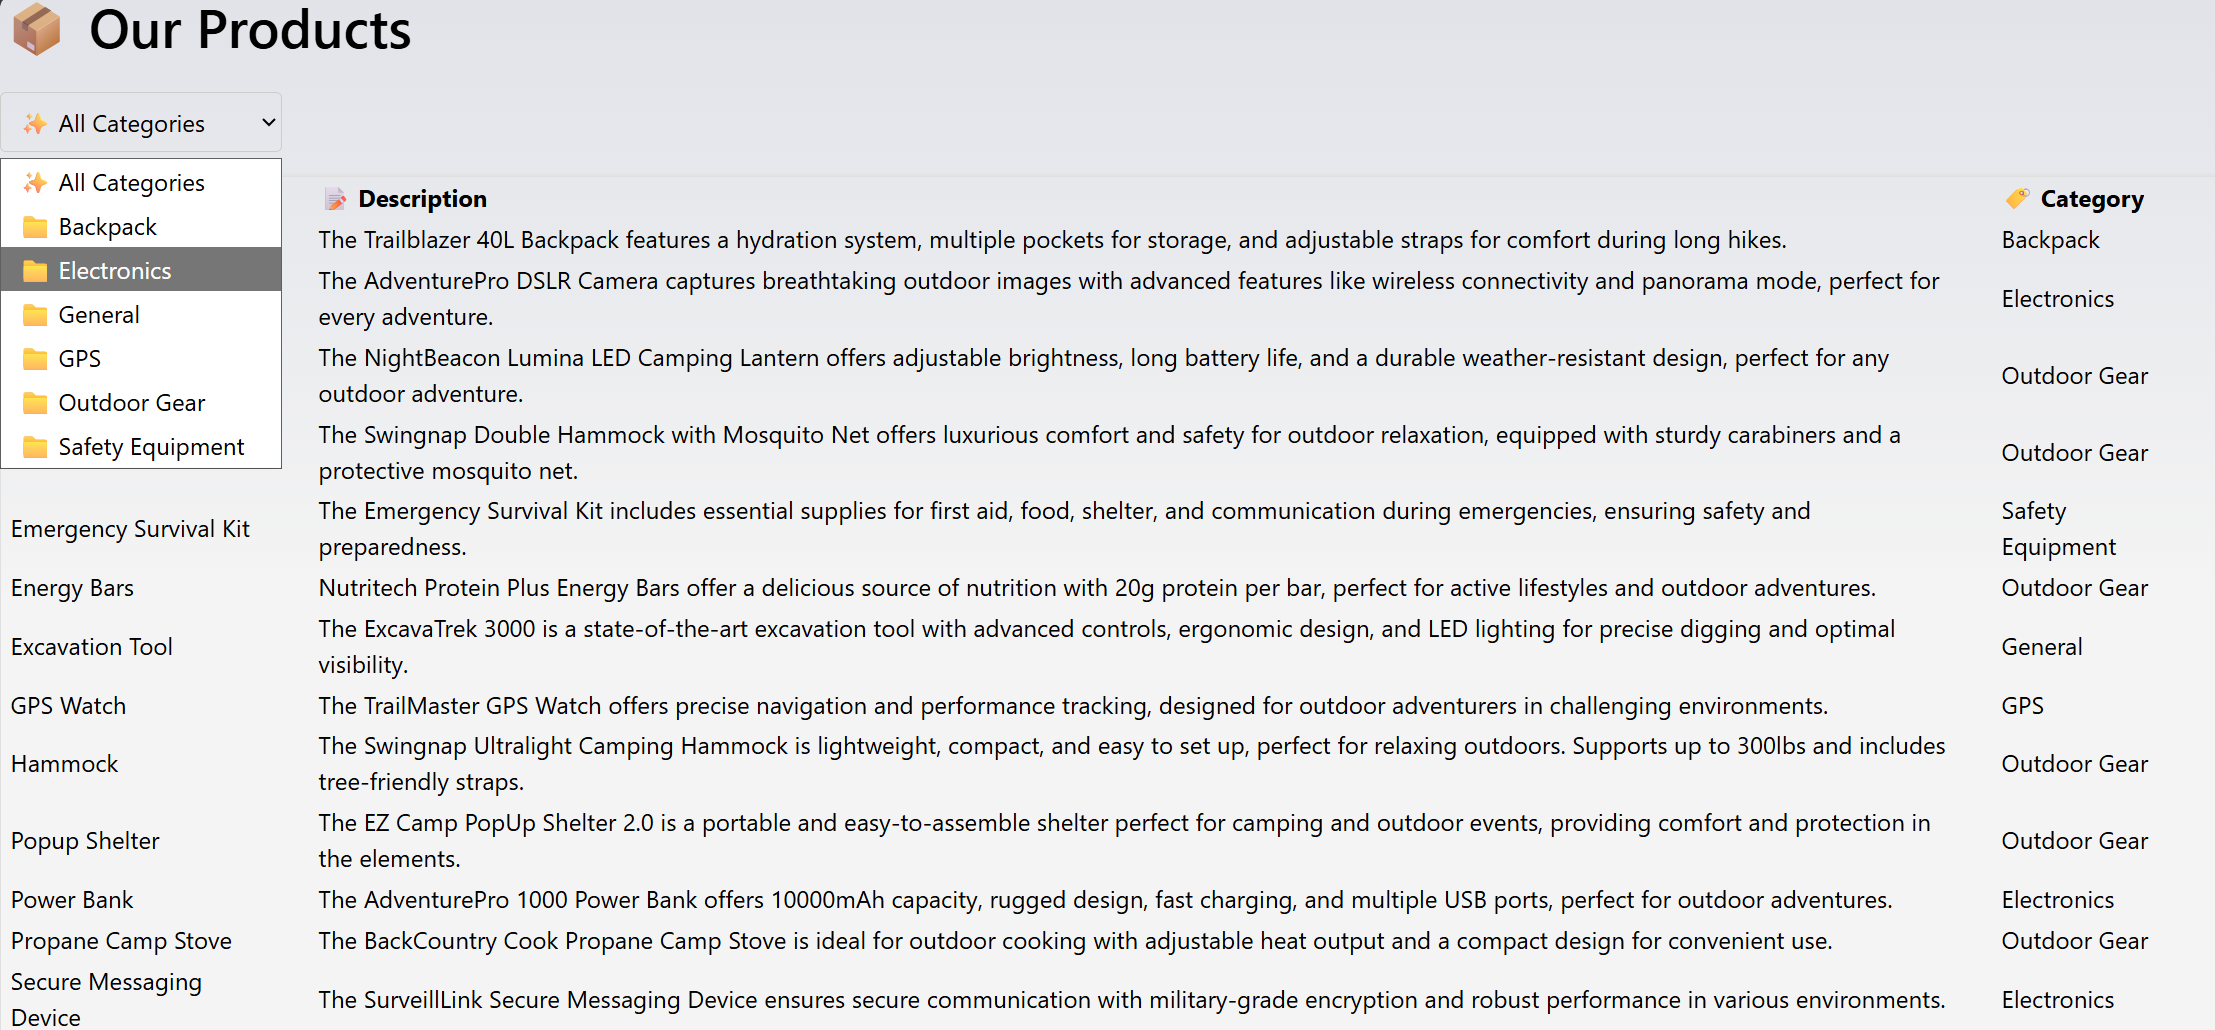 Our Products
All Categories
All Categories
Backpack
Electronics
General
GPS
Outdoor Gear
Safety Equipment
Description
Category
The Trailblazer 40L Backpack features a hydration system, multiple pockets for storage, and adjustable straps for comfort during long hikes.
Backpack
The AdventurePro DSLR Camera captures breathtaking outdoor images with advanced features like wireless connectivity and panorama mode, perfect for
every adventure.
Electronics
The NightBeacon Lumina LED Camping Lantern offers adjustable brightness, long battery life, and a durable weather-resistant design, perfect for any
outdoor adventure.
Outdoor Gear
The Swingnap Double Hammock with Mosquito Net offers luxurious comfort and safety for outdoor relaxation, equipped with sturdy carabiners and a
protective mosquito net.
Outdoor Gear
Emergency Survival Kit
The Emergency Survival Kit includes essential supplies for first aid, food, shelter, and communication during emergencies, ensuring safety and
preparedness.
Safety
Equipment
Energy Bars
Nutritech Protein Plus Energy Bars offer a delicious source of nutrition with 20g protein per bar, perfect for active lifestyles and outdoor adventures.
Outdoor Gear
Excavation Tool
The ExcavaTrek 3000 is a state-of-the-art excavation tool with advanced controls, ergonomic design, and LED lighting for precise digging and optimal
visibility.
General
GPS Watch
The TrailMaster GPS Watch offers precise navigation and performance tracking, designed for outdoor adventurers in challenging environments.
GPS
Hammock
The Swingnap Ultralight Camping Hammock is lightweight, compact, and easy to set up, perfect for relaxing outdoors. Supports up to 300lbs and includes
tree-friendly straps.
Outdoor Gear
Popup Shelter
The EZ Camp PopUp Shelter 2.0 is a portable and easy-to-assemble shelter perfect for camping and outdoor events, providing comfort and protection in
the elements.
Outdoor Gear
Power Bank
The AdventurePro 1000 Power Bank offers 10000mAh capacity, rugged design, fast charging, and multiple USB ports, perfect for outdoor adventures.
Electronics
Propane Camp Stove
The BackCountry Cook Propane Camp Stove is ideal for outdoor cooking with adjustable heat output and a compact design for convenient use.
Outdoor Gear
Secure Messaging
Device
The SurveillLink Secure Messaging Device ensures secure communication with military-grade encryption and robust performance in various environments.
Electronics